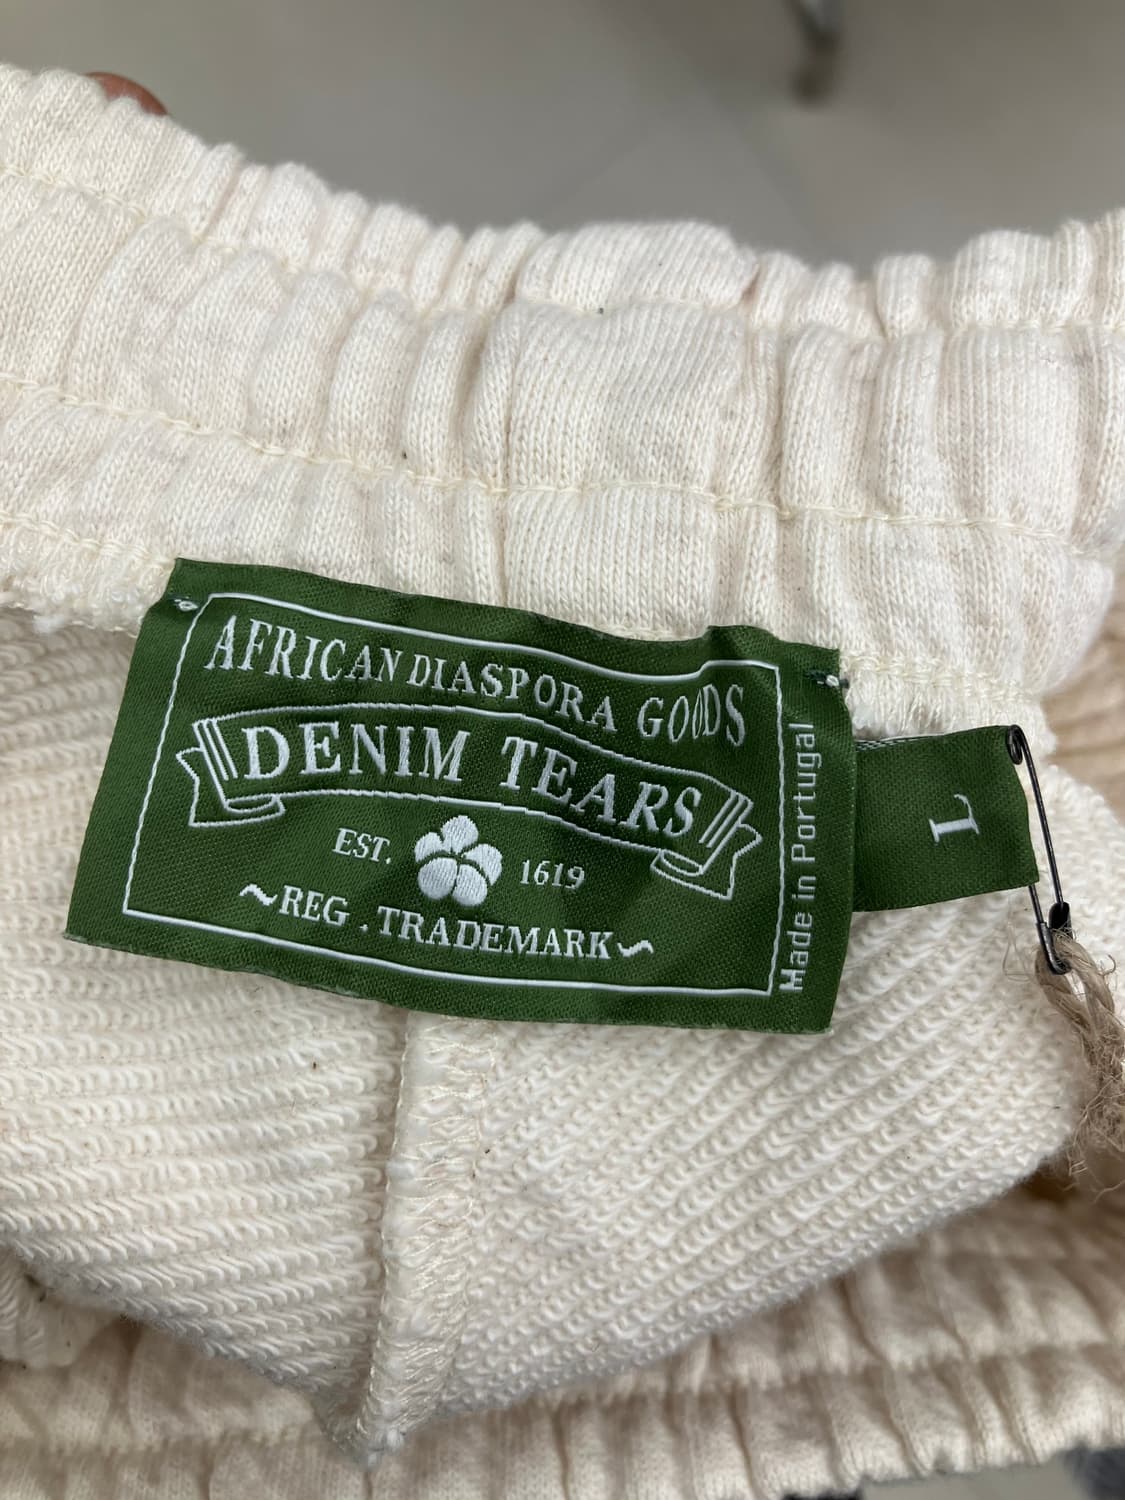 AFRICAN DIASPORA GOODS
DENIM TEARS
EST. 1619
~REG . TRADEMARK~
Made in Portugal
L